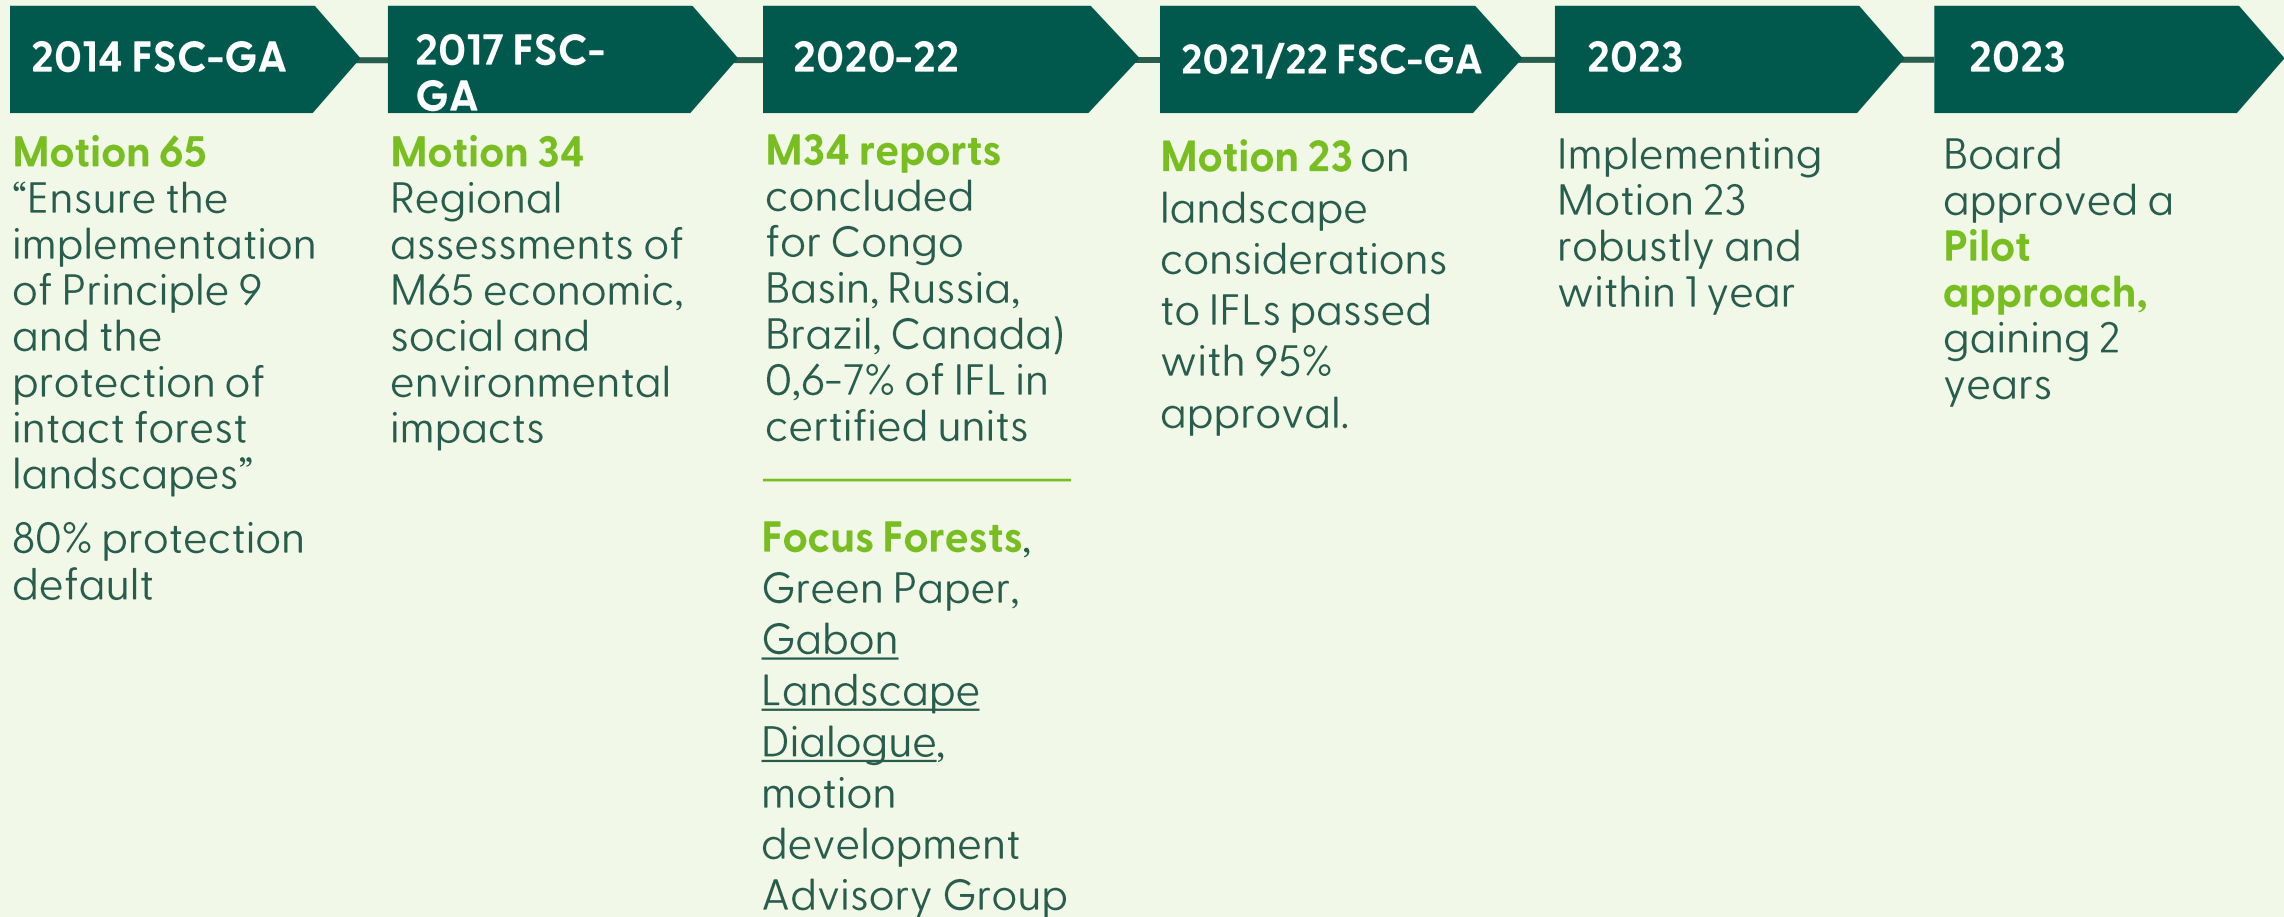 2014 FSC-GA
Motion 65
“Ensure the
implementation
of Principle 9
and the
protection of
intact forest
landscapes”
80% protection
default
2017 FSC-
GA
Motion 34
Regional
assessments of
M65 economic,
social and
environmental
impacts
2020-22
M34 reports
concluded
for Congo
Basin, Russia,
Brazil, Canada)
0,6-7% of IFL in
certified units
Focus Forests,
Green Paper,
Gabon
Landscape
Dialogue,
motion
development
Advisory Group
2021/22 FSC-GA
Motion 23 on
landscape
considerations
to IFLs passed
with 95%
approval.
2023
Implementing
Motion 23
robustly and
within 1 year
2023
Board
approved a
Pilot
approach,
gaining 2
years